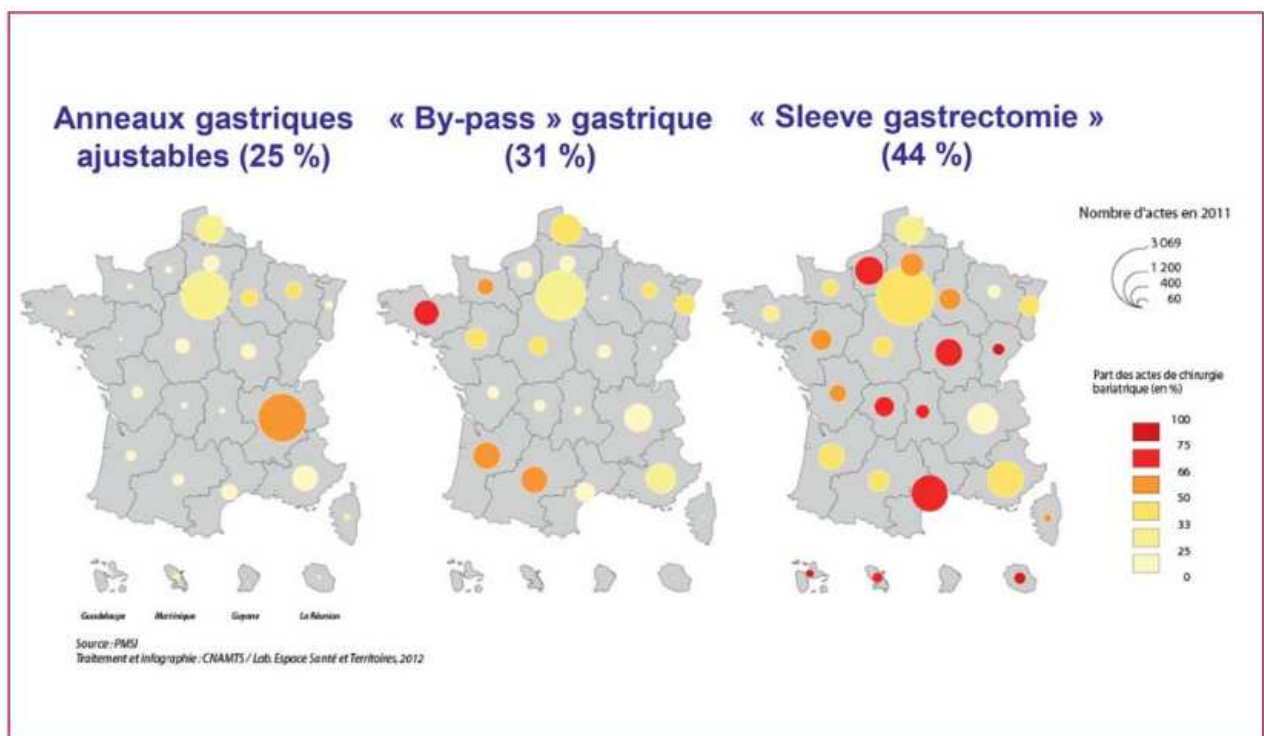 Anneaux gastriques
ajustables (25 %)
« By-pass » gastrique
(31 %)
« Sleeve gastrectomie »
(44 %)
Nombre d'actes en 2011
3 069
1 200
400
60
Part des actes de chirurgie
bariatrique (en %)
100
75
66
50
33
25
0
Guadeloupe
Martinique
Guyane
La Réunion
Source : PMSI
Traitement et infographie : CNAMTS / Lab. Espace Santé et Territoires, 2012